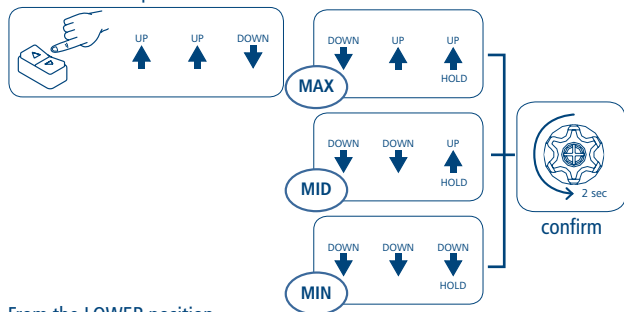 UP UP DOWN
DOWN UP UP
HOLD
MAX
DOWN DOWN UP
HOLD
MID
DOWN DOWN DOWN
HOLD
MIN
2 sec
confirm
From the LOWER position